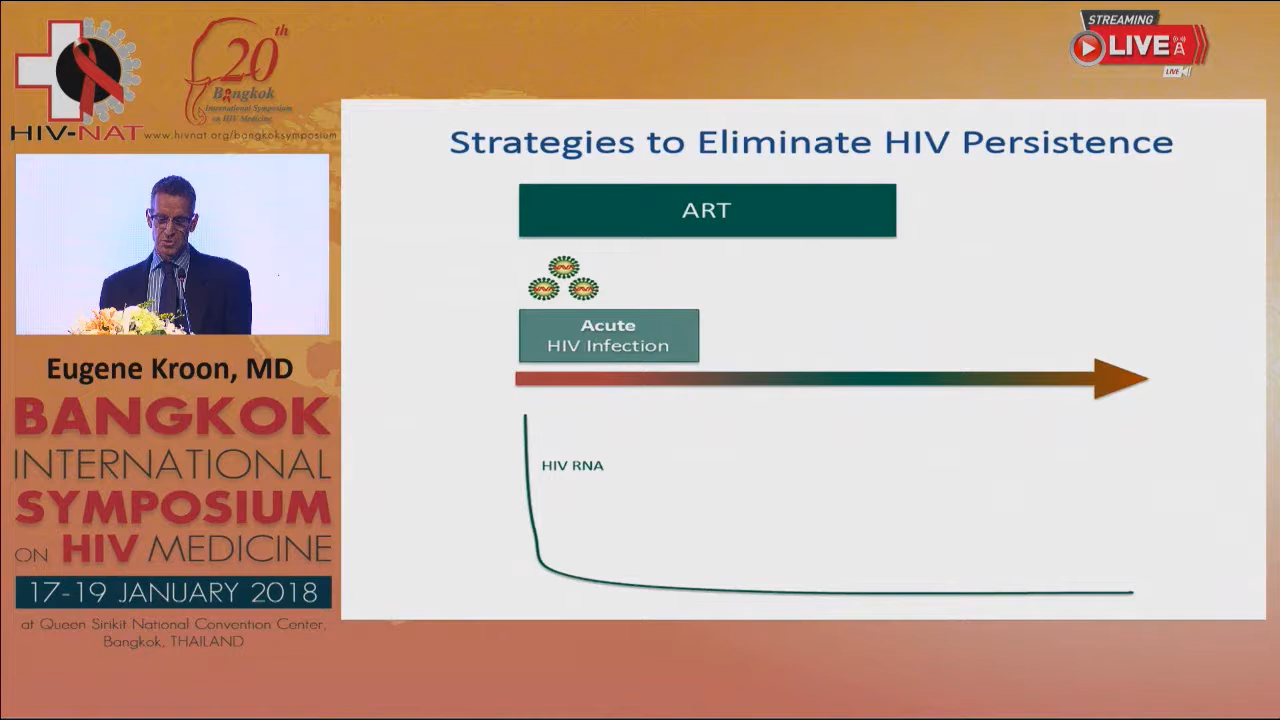 HIV-NAT
20th
Bangkok
International Symposium
on HIV Medicine
www.hivnat.org/bangkoksymposium
STREAMING
LIVE
LIVE
Eugene Kroon, MD
BANGKOK
INTERNATIONAL
SYMPOSIUM
ON HIV MEDICINE
17-19 JANUARY 2018
at Queen Sirikit National Convention Center,
Bangkok, THAILAND
Strategies to Eliminate HIV Persistence
ART
Acute
HIV Infection
HIV RNA